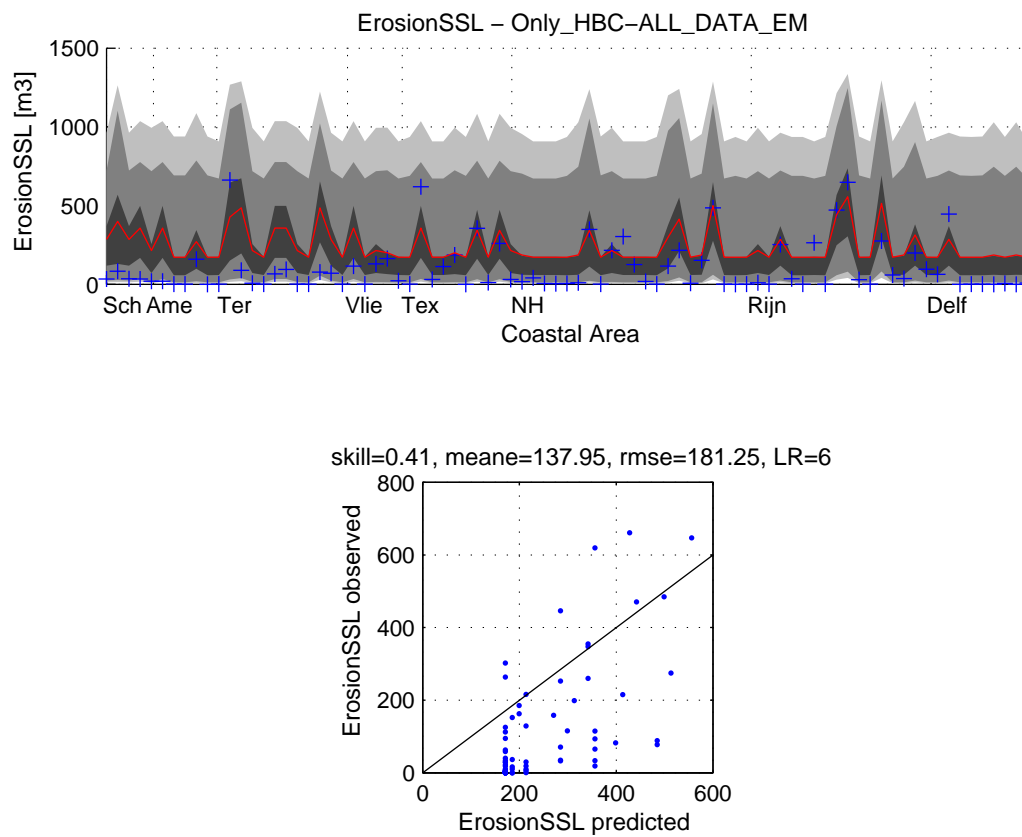 ErosionSSL − Only_HBC−ALL_DATA_EM
1500
1000
500
0
ErosionSSL [m3]
Sch Ame Ter Vlie Tex NH Rijn Delf
Coastal Area
skill=0.41, meane=137.95, rmse=181.25, LR=6
800
600
400
200
0
ErosionSSL observed
0 200 400 600
ErosionSSL predicted